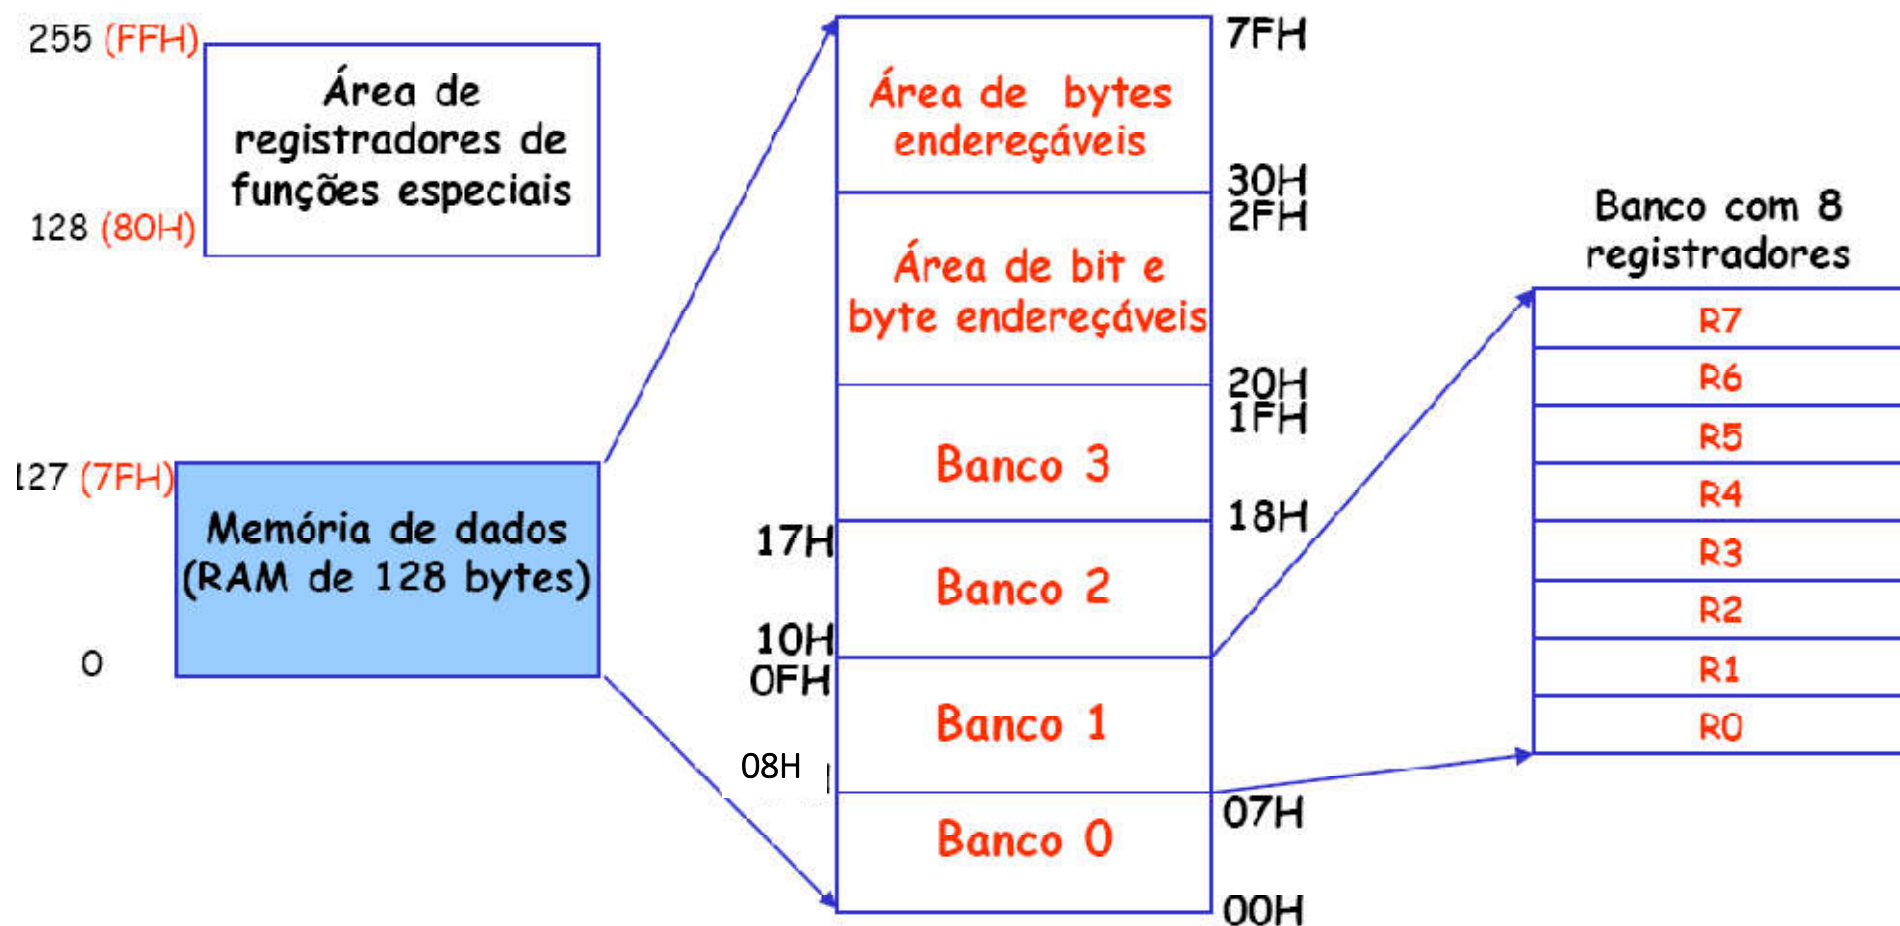 255 (FFH)
Área de
registradores de
funções especiais
128 (80H)
127 (7FH)
Memória de dados
(RAM de 128 bytes)
0
7FH
Área de bytes
endereçáveis
30H
2FH
Área de bit e
byte endereçáveis
20H
1FH
Banco 3
18H
17H
Banco 2
10H
0FH
Banco 1
08H
07H
Banco 0
00H
Banco com 8
registradores
R7
R6
R5
R4
R3
R2
R1
R0